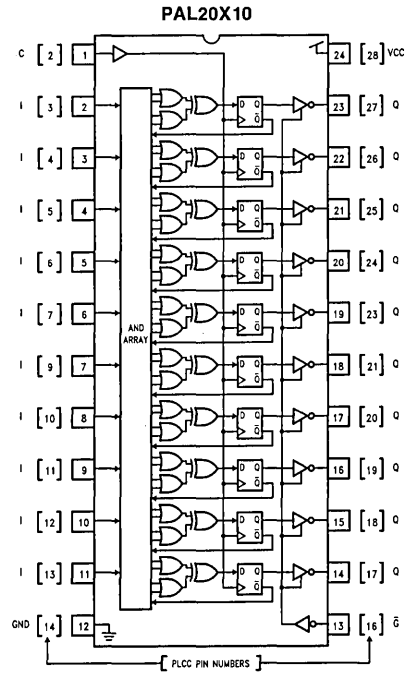 PAL20X10
C [2] 1 24 [28] VCC
I [3] 2 D Q Q̅ 23 [27] Q
I [4] 3 D Q Q̅ 22 [26] Q
I [5] 4 D Q Q̅ 21 [25] Q
I [6] 5 D Q Q̅ 20 [24] Q
I [7] 6 D Q Q̅ 19 [23] Q
AND
ARRAY
I [9] 7 D Q Q̅ 18 [21] Q
I [10] 8 D Q Q̅ 17 [20] Q
I [11] 9 D Q Q̅ 16 [19] Q
I [12] 10 D Q Q̅ 15 [18] Q
I [13] 11 D Q Q̅ 14 [17] Q
GND [14] 12 13 [16] G̅
[PLCC PIN NUMBERS]